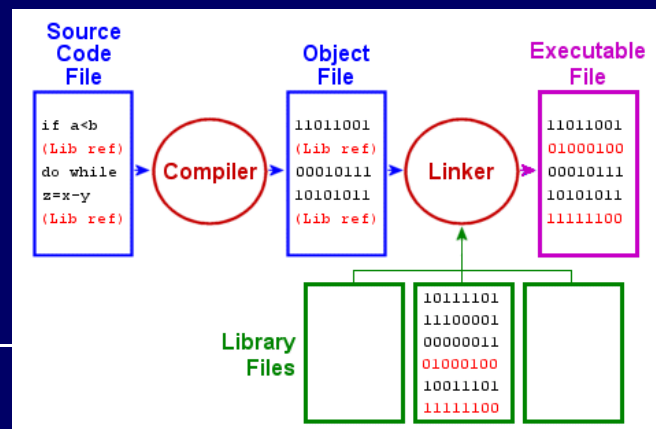 Source
Code
File
if a<b
(Lib ref)
do while
z=x-y
(Lib ref)
Compiler
Object
File
11011001
(Lib ref)
00010111
10101011
(Lib ref)
Linker
Executable
File
11011001
01000100
00010111
10101011
11111100
Library
Files
10111101
11100001
00000011
01000100
10011101
11111100